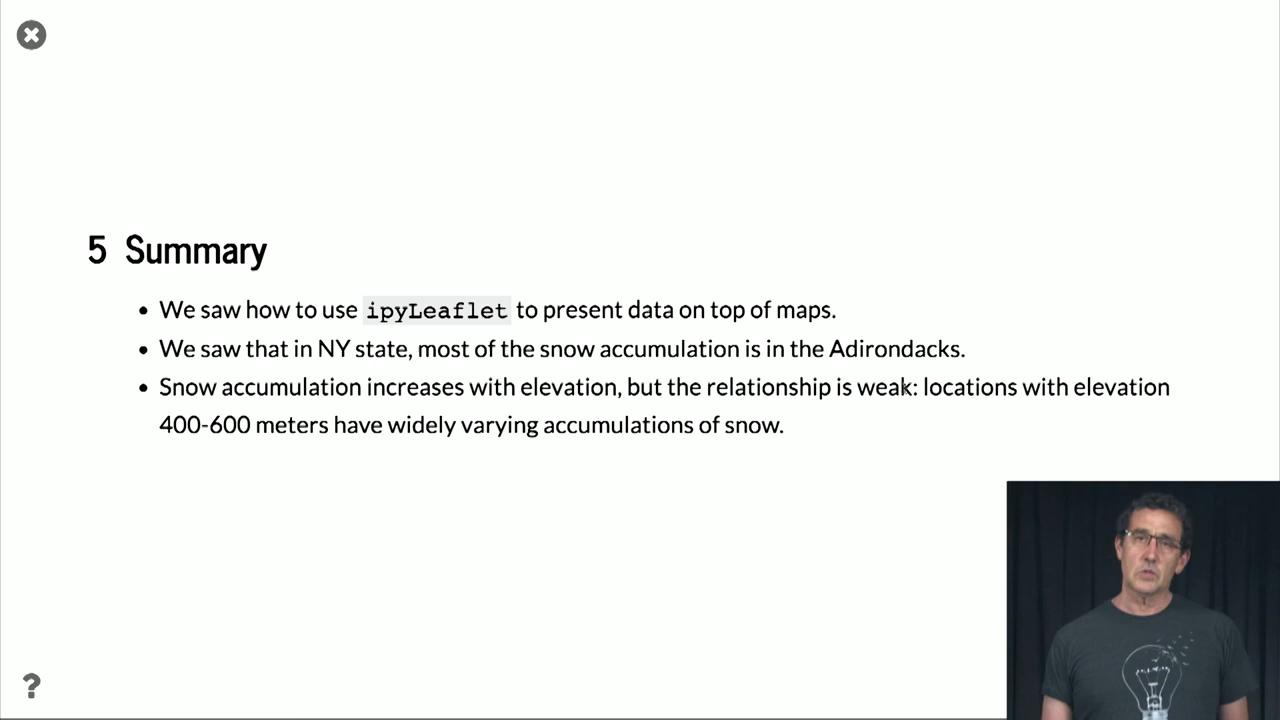 5 Summary
• We saw how to use ipyLeaflet to present data on top of maps.
• We saw that in NY state, most of the snow accumulation is in the Adirondacks.
• Snow accumulation increases with elevation, but the relationship is weak: locations with elevation
400-600 meters have widely varying accumulations of snow.
?